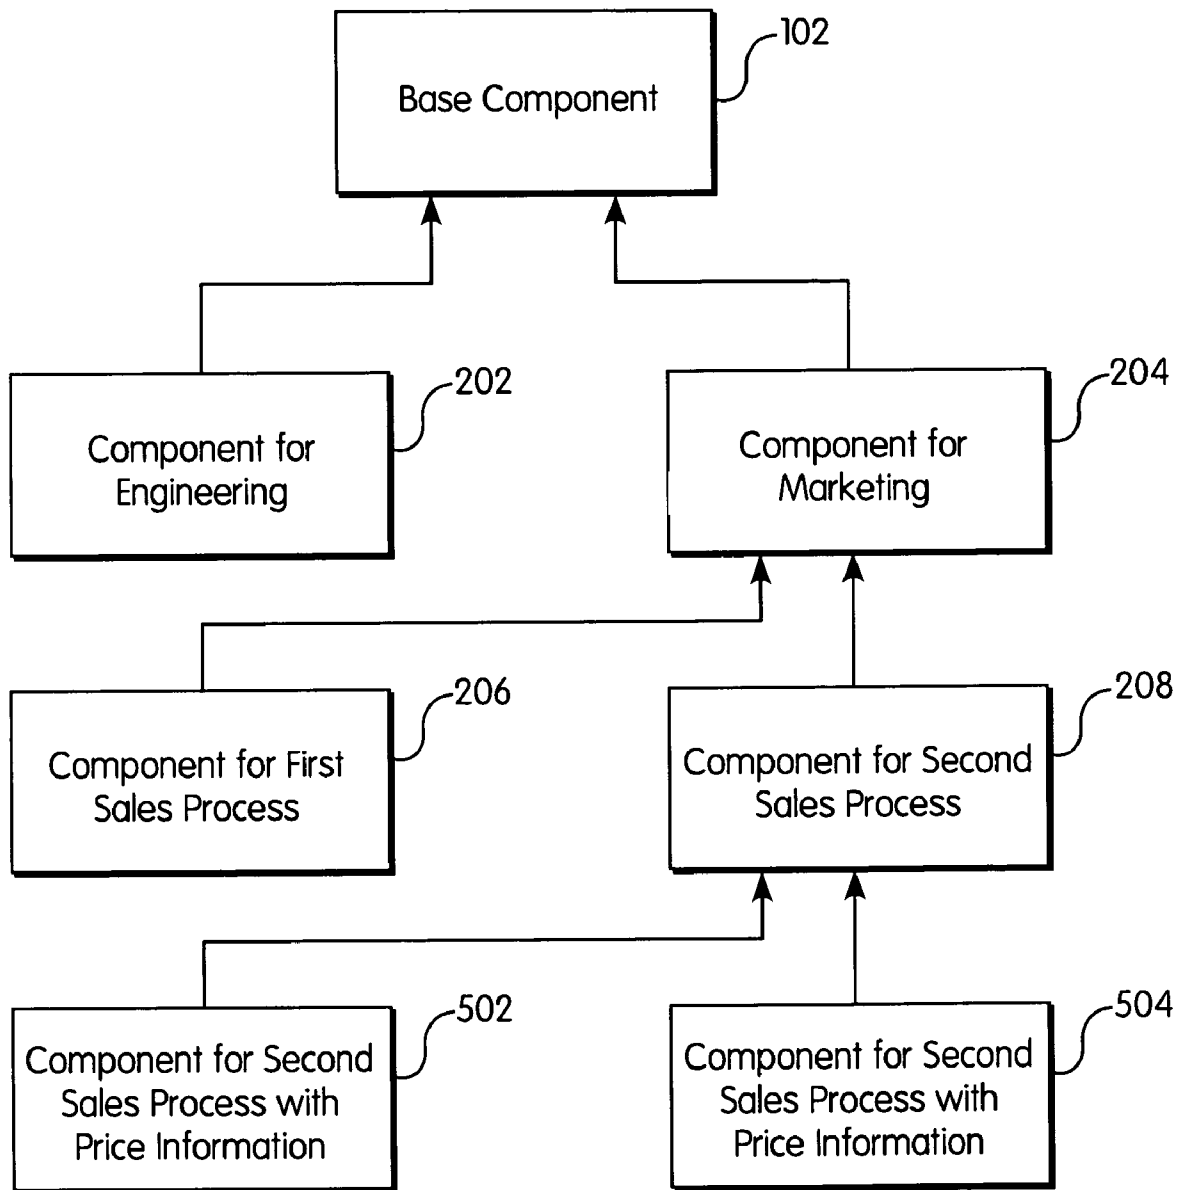 102
Base Component
202
Component for
Engineering
204
Component for
Marketing
206
Component for First
Sales Process
208
Component for Second
Sales Process
502
Component for Second
Sales Process with
Price Information
504
Component for Second
Sales Process with
Price Information